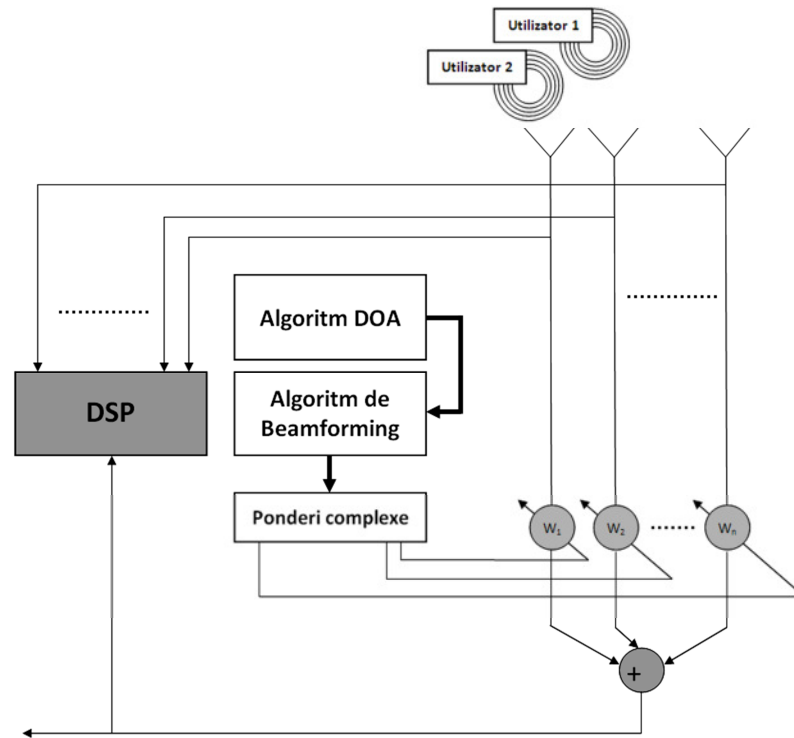 Utilizator 1
Utilizator 2
Algoritm DOA
DSP
Algoritm de
Beamforming
Ponderi complexe
W1
W2
Wn
+